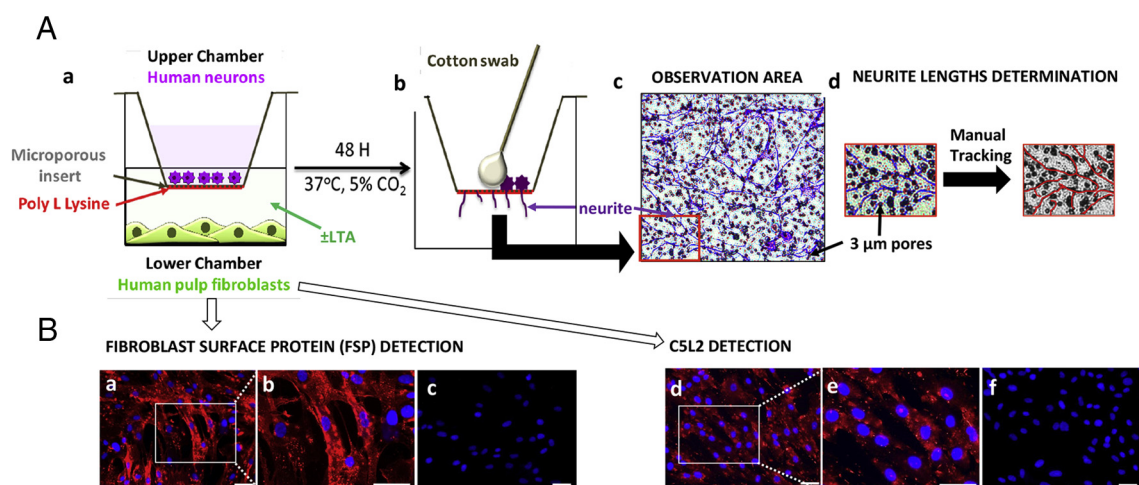 A
Upper Chamber
a
Human neurons
Microporous
insert
Poly L Lysine
±LTA
Lower Chamber
Human pulp fibroblasts
48 H
37°C, 5% CO₂
b
Cotton swab
neurite
c
OBSERVATION AREA
d
NEURITE LENGTHS DETERMINATION
Manual
Tracking
3 µm pores
B
FIBROBLAST SURFACE PROTEIN (FSP) DETECTION
C5L2 DETECTION
a
b
c
d
e
f